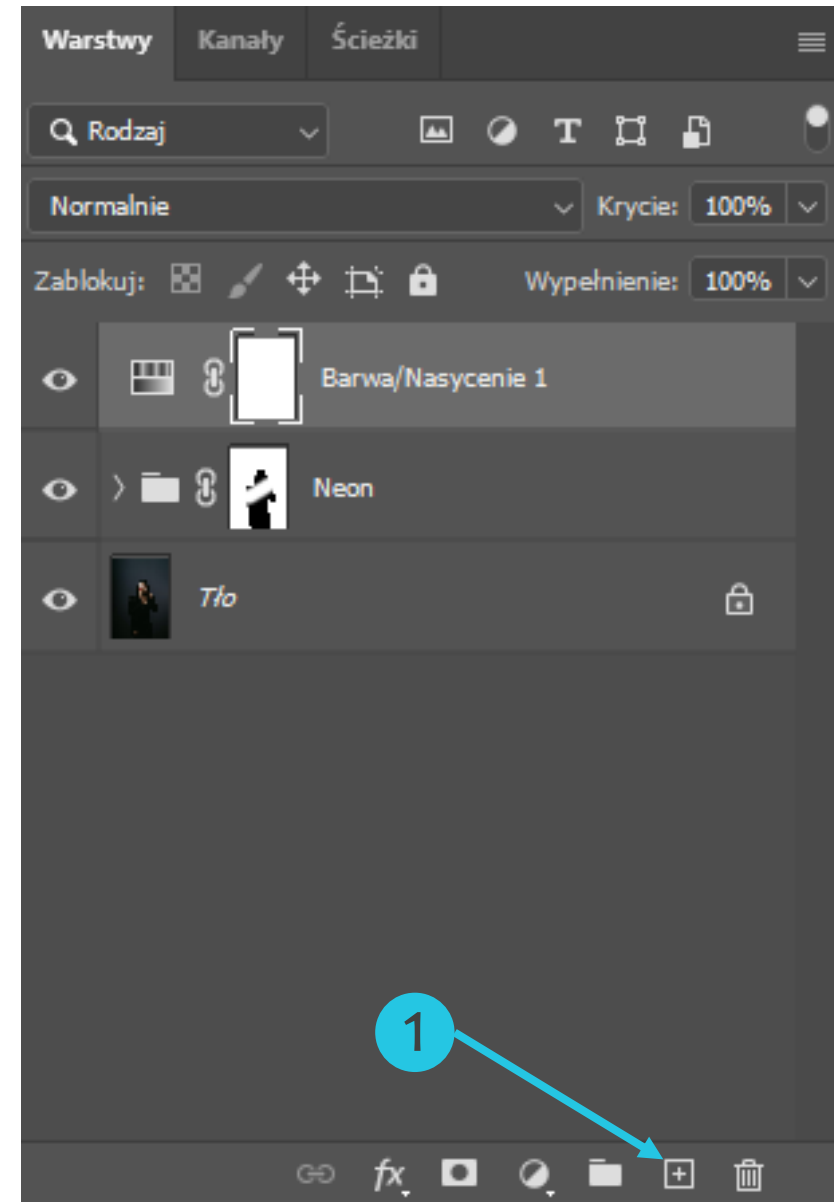 Warstwy Kanały Ścieżki
Rodzaj
Normalnie Krycie: 100%
Zablokuj: Wypełnienie: 100%
Barwa/Nasycenie 1
Neon
Tło
1
fx